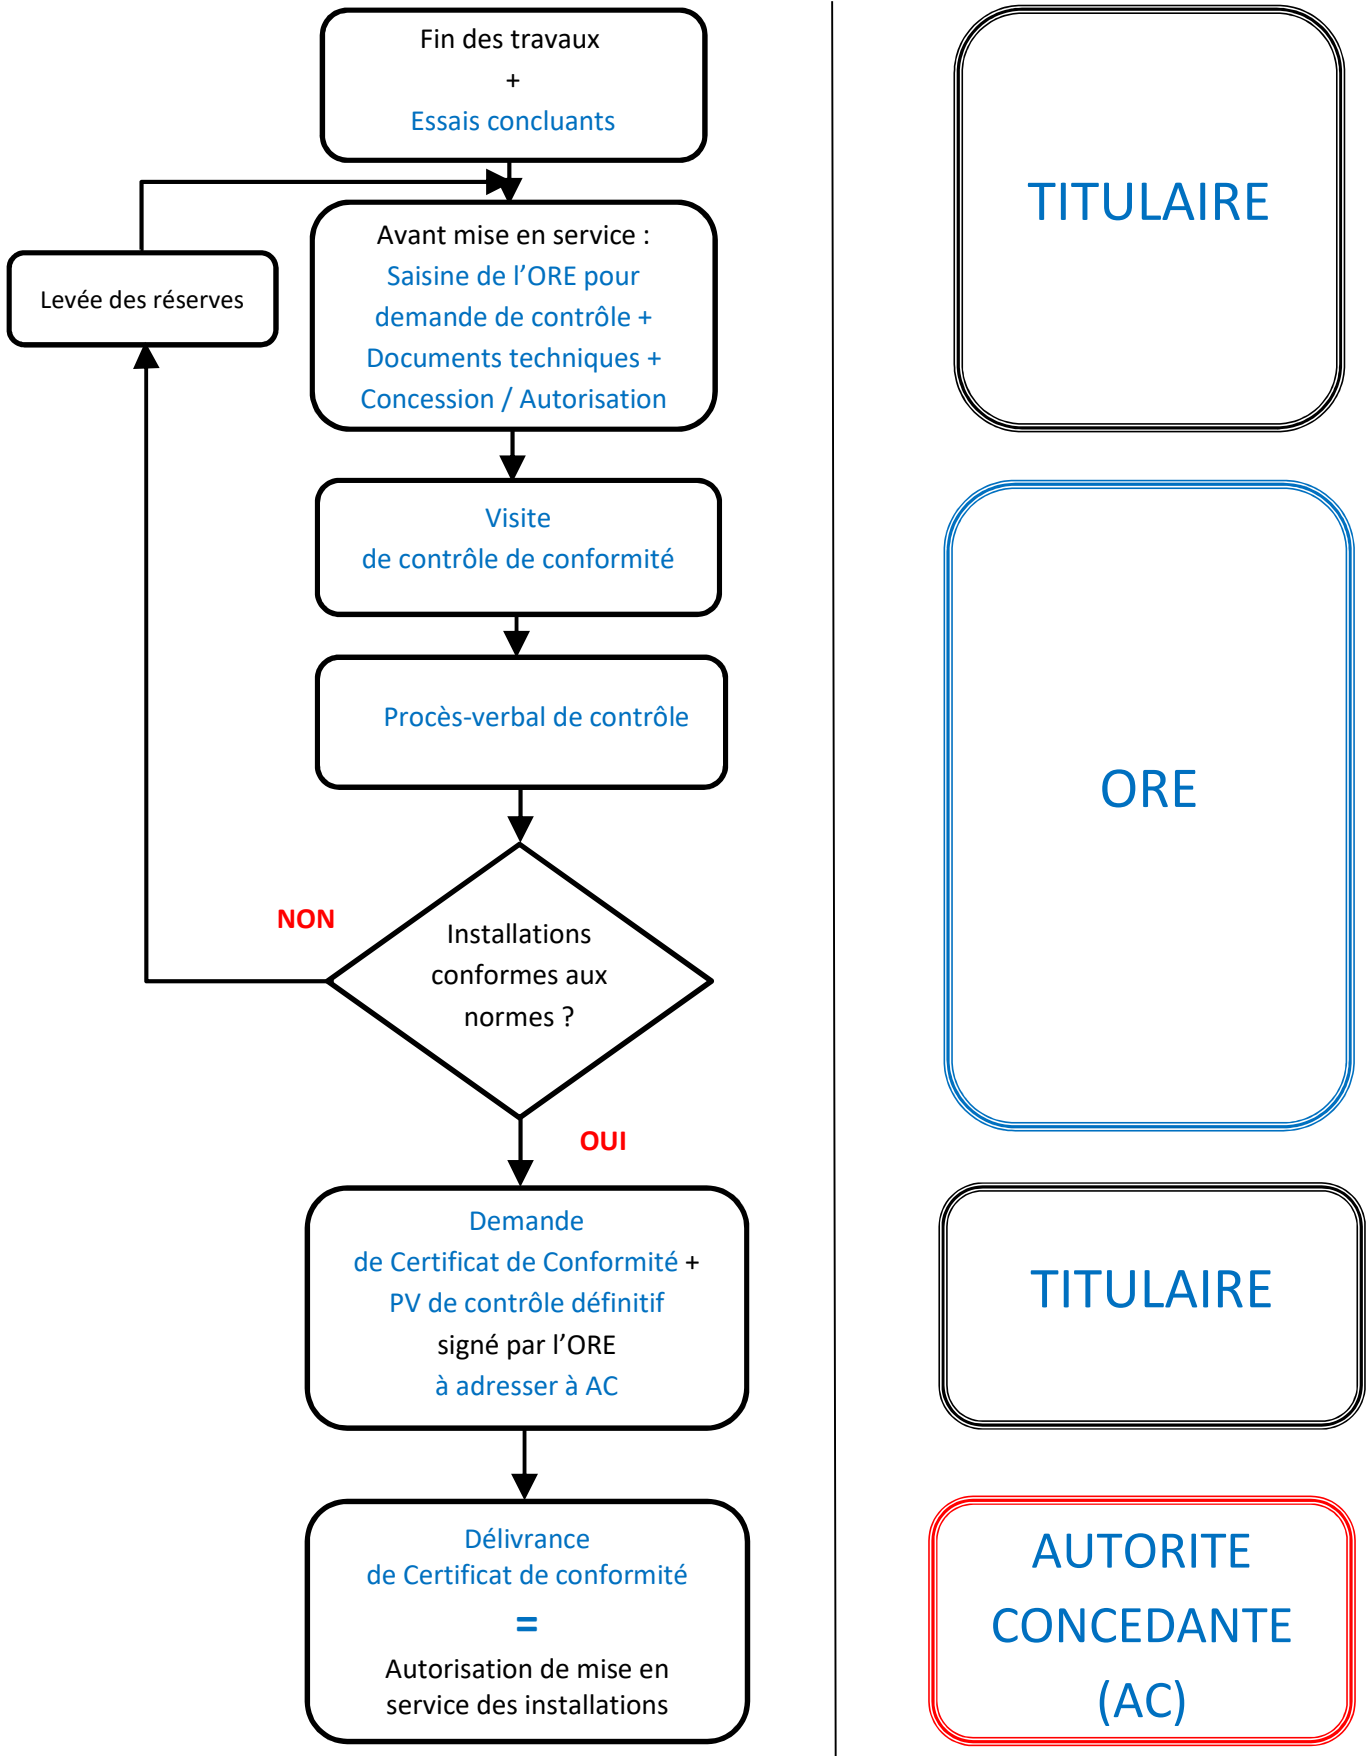 Fin des travaux
+
Essais concluants
TITULAIRE
Avant mise en service :
Saisine de l’ORE pour
demande de contrôle +
Documents techniques +
Concession / Autorisation
Levée des réserves
Visite
de contrôle de conformité
Procès-verbal de contrôle
ORE
NON
Installations
conformes aux
normes ?
OUI
Demande
de Certificat de Conformité +
PV de contrôle définitif
signé par l’ORE
à adresser à AC
TITULAIRE
Délivrance
de Certificat de conformité
=
Autorisation de mise en
service des installations
AUTORITE
CONCEDANTE
(AC)